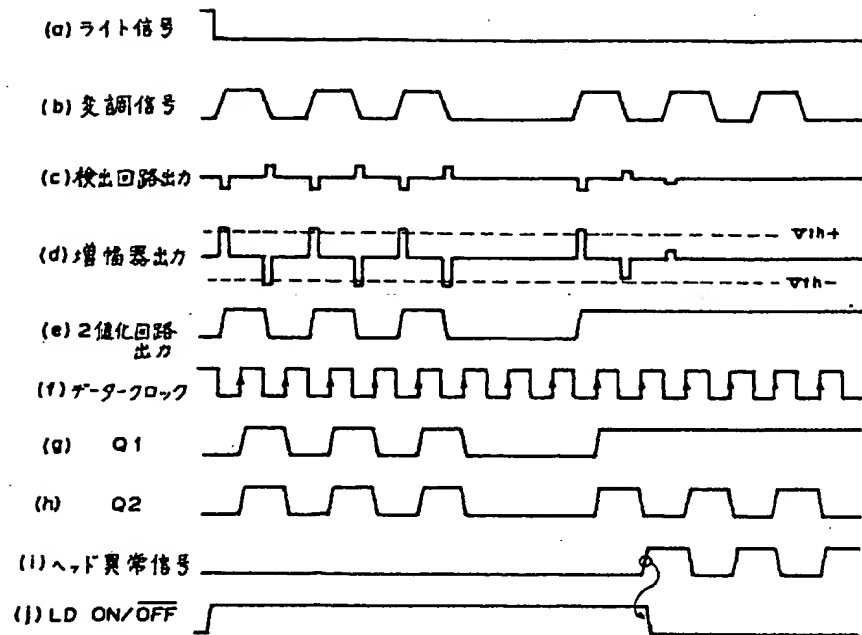 (a)ライト信号
(b)変調信号
(c)検出回路出力
(d)増幅器出力
Vth+
Vth-
(e)2値化回路
出力
(f)データークロック
(g) Q1
(h) Q2
(i)ヘッド異常信号
(j)LD ON/O̅F̅F̅